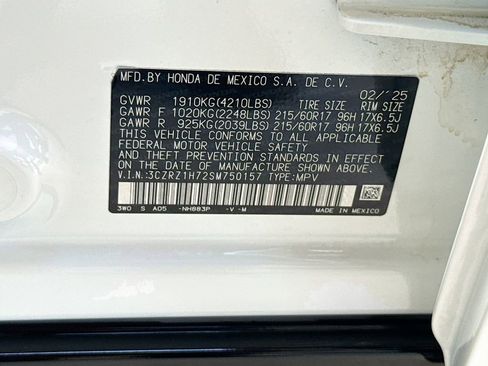 MFD. BY HONDA DE MEXICO S.A. DE C.V.
02/'25
GVWR 1910KG(4210LBS) TIRE SIZE RIM SIZE
GAWR F 1020KG(2248LBS) 215/60R17 96H 17X6.5J
GAWR R 925KG(2039LBS) 215/60R17 96H 17X6.5J
THIS VEHICLE CONFORMS TO ALL APPLICABLE
FEDERAL MOTOR VEHICLE SAFETY
AND THEFT PREVENTION STANDARDS IN EFFECT
ON THE DATE OF MANUFACTURE SHOWN ABOVE.
V.I.N.:3CZRZ1H72SM750157 TYPE:MPV
3W0 S A05 -NH883P -V-M MADE IN MEXICO